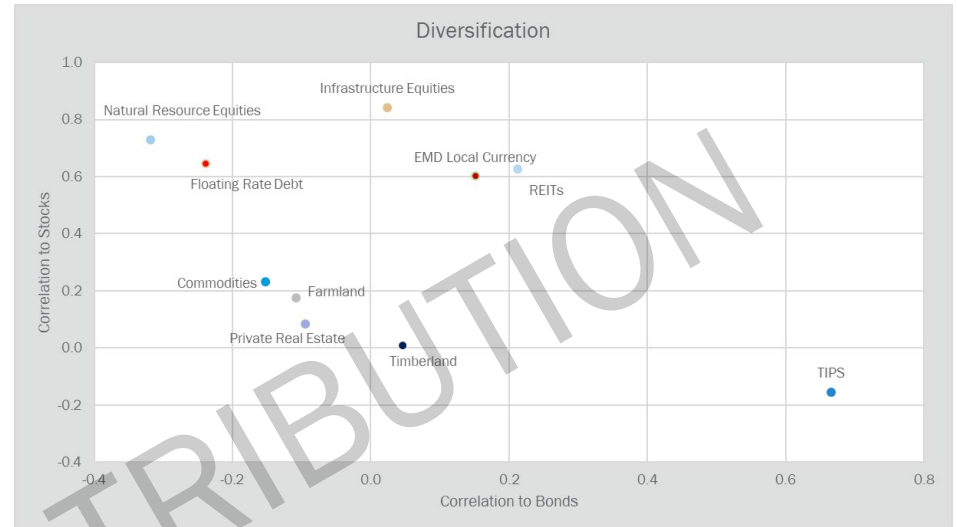 Diversification
1.0
0.8
0.6
0.4
0.2
0.0
-0.2
-0.4
Correlation to Stocks
Infrastructure Equities
Natural Resource Equities
EMD Local Currency
Floating Rate Debt
REITs
Commodities
Farmland
Private Real Estate
Timberland
TIPS
-0.4 -0.2 0.0 0.2 0.4 0.6 0.8
Correlation to Bonds
TRIBUTION